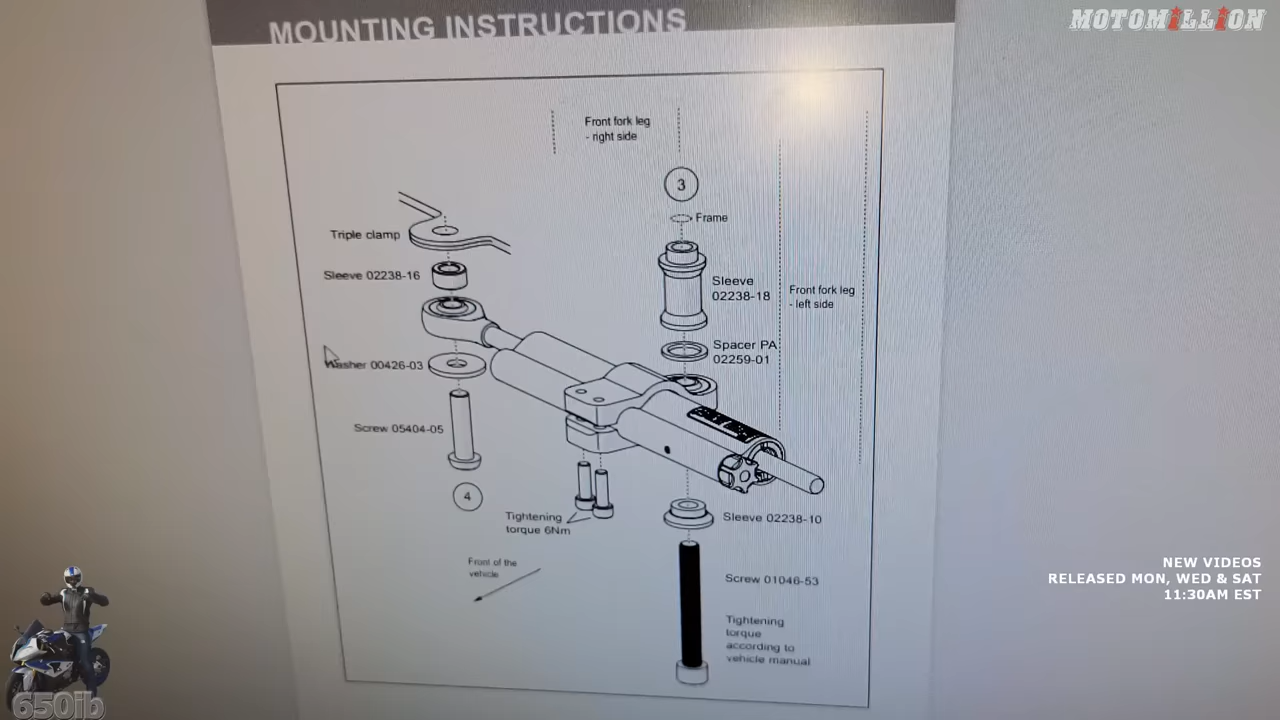 MOUNTING INSTRUCTIONS
MOTOMILLION
Front fork leg
- right side
3
Frame
Triple clamp
Sleeve 02238-16
Sleeve
02238-18
Front fork leg
- left side
Spacer PA
02259-01
Washer 00426-03
Screw 05404-05
4
Tightening
torque 6Nm
Sleeve 02238-10
Front of the
vehicle
Screw 01046-53
Tightening
torque
according to
vehicle manual
NEW VIDEOS
RELEASED MON, WED & SAT
11:30AM EST
650ib